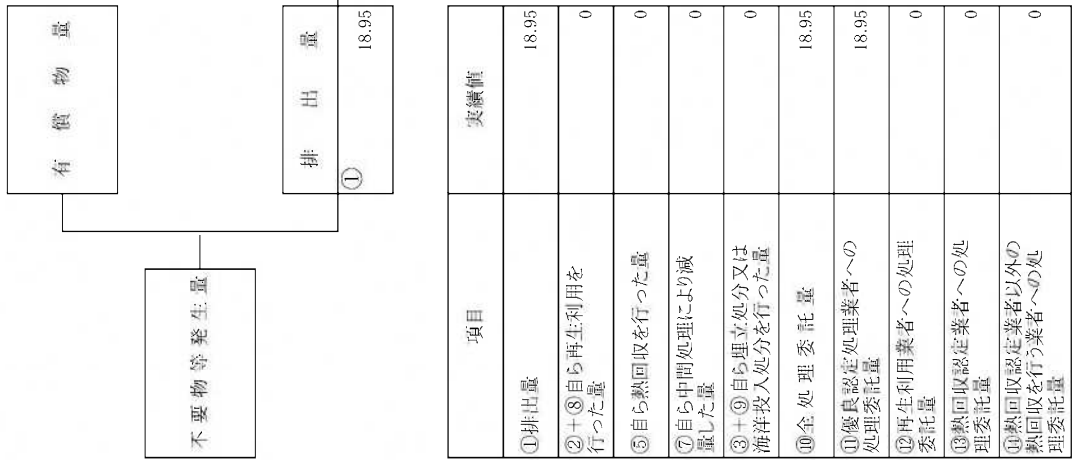 有償物量
不要物等発生量
排出量
①
18.95
項目 実績値
①排出量 18.95
②+⑧自ら再生利用を
行った量 0
⑤自ら熱回収を行った量 0
⑦自ら中間処理により減
量した量 0
③+⑨自ら埋立処分又は
海洋投入処分を行った量 0
⑩全処理委託量 18.95
⑪優良認定処理業者への
処理委託量 18.95
⑫再生利用業者への処理
委託量 0
⑬熱回収認定業者への処
理委託量 0
⑭熱回収認定業者以外の
熱回収を行う業者への処
理委託量 0